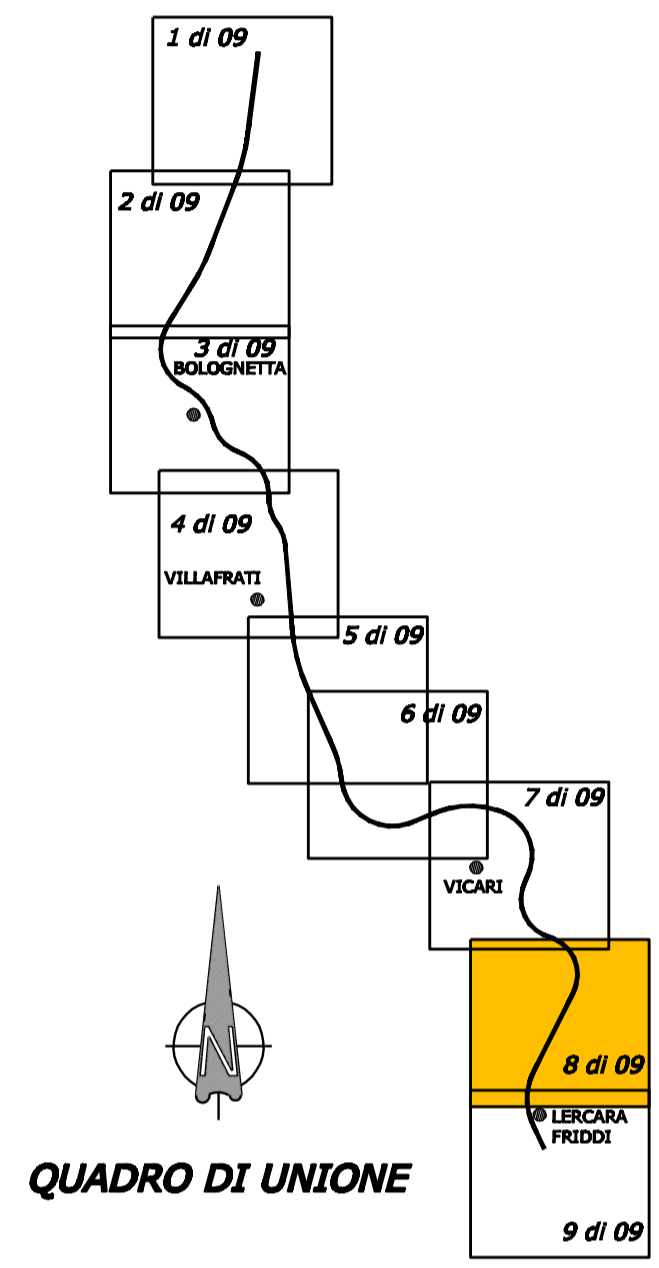 1 di 09
2 di 09
3 di 09
BOLOGNETTA
4 di 09
VILLAFRATI
5 di 09
6 di 09
7 di 09
VICARI
8 di 09
LERCARA
FRIDDI
N
QUADRO DI UNIONE
9 di 09